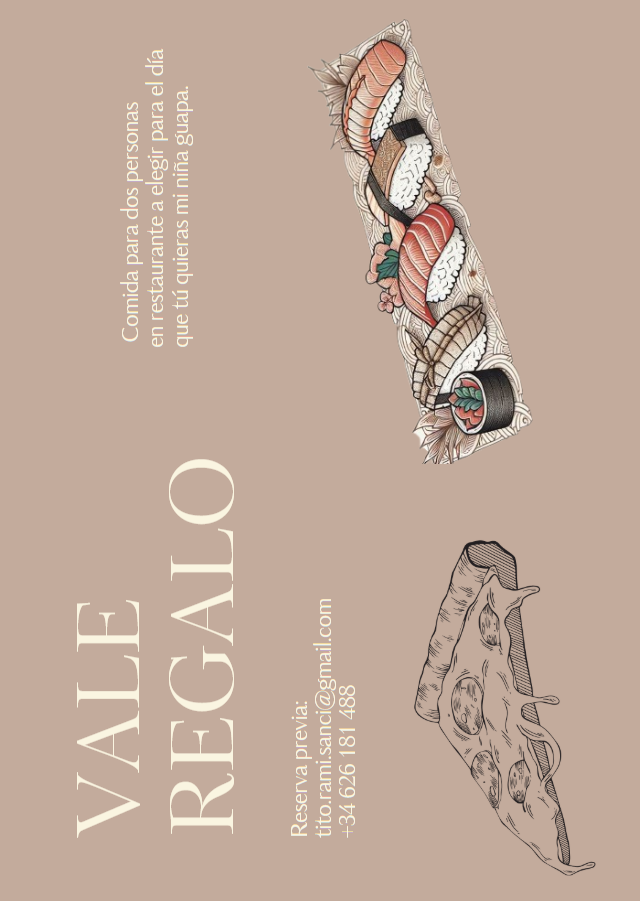 VALE
REGALO
Comida para dos personas
en restaurante a elegir para el día
que tú quieras mi niña guapa.
Reserva previa:
tito.rami.sanci@gmail.com
+34 626 181 488